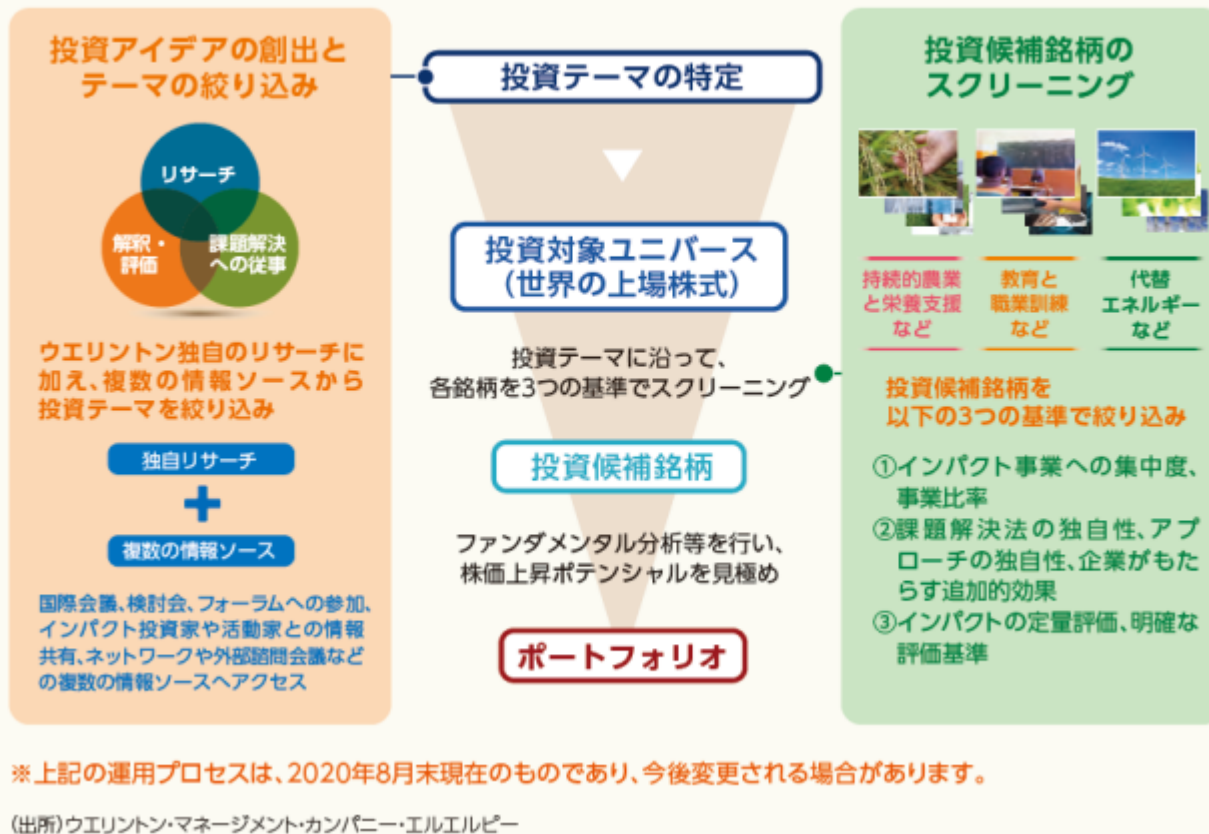 投資アイデアの創出と
テーマの絞り込み
リサーチ
解釈・
評価
課題解決
への従事
ウエリントン独自のリサーチに
加え、複数の情報ソースから
投資テーマを絞り込み
独自リサーチ
+
複数の情報ソース
国際会議、検討会、フォーラムへの参加、
インパクト投資家や活動家との情報
共有、ネットワークや外部諮問会議など
の複数の情報ソースへアクセス
投資テーマの特定
投資対象ユニバース
(世界の上場株式)
投資テーマに沿って、
各銘柄を3つの基準でスクリーニング
投資候補銘柄
ファンダメンタル分析等を行い、
株価上昇ポテンシャルを見極め
ポートフォリオ
投資候補銘柄の
スクリーニング
持続的農業
と栄養支援
など
教育と
職業訓練
など
代替
エネルギー
など
投資候補銘柄を
以下の3つの基準で絞り込み
①インパクト事業への集中度、
事業比率
②課題解決法の独自性、アプ
ローチの独自性、企業がもた
らす追加的効果
③インパクトの定量評価、明確な
評価基準
※上記の運用プロセスは、2020年8月末現在のものであり、今後変更される場合があります。
(出所)ウエリントン・マネージメント・カンパニー・エルエルピー